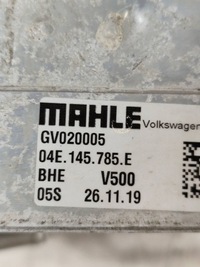 MAHLE Volkswagen
GV020005
04E.145.785.E
BHE V500
05S 26.11.19